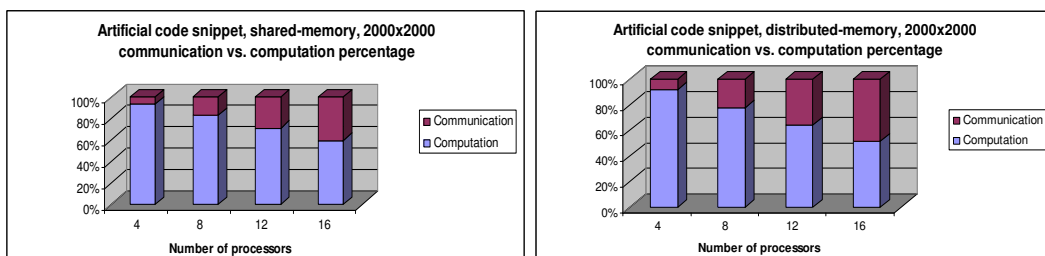 Artificial code snippet, shared-memory, 2000x2000
communication vs. computation percentage
100%
80%
60%
40%
20%
0%
4 8 12 16
Number of processors
Communication
Computation
Artificial code snippet, distributed-memory, 2000x2000
communication vs. computation percentage
100%
80%
60%
40%
20%
0%
4 8 12 16
Number of processors
Communication
Computation